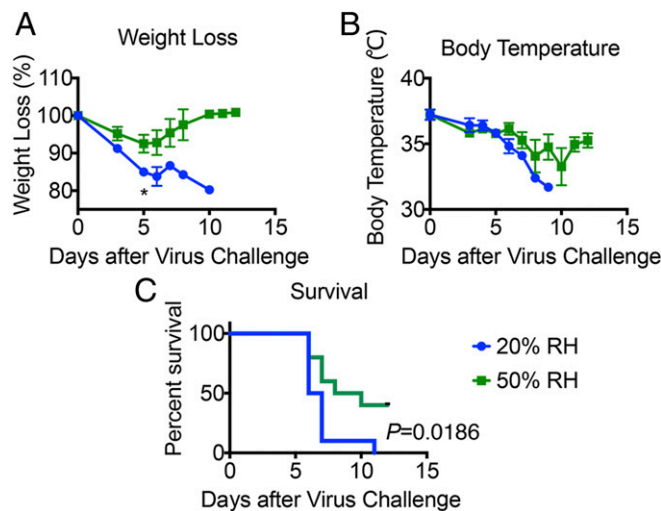 A
Weight Loss
Weight Loss (%)
110
100
90
80
*
0
5
10
15
Days after Virus Challenge
B
Body Temperature
Body Temperature (℃)
39
35
31
0
5
10
15
Days after Virus Challenge
C
Survival
Percent survival
100
50
0
P=0.0186
0
5
10
15
Days after Virus Challenge
20% RH
50% RH